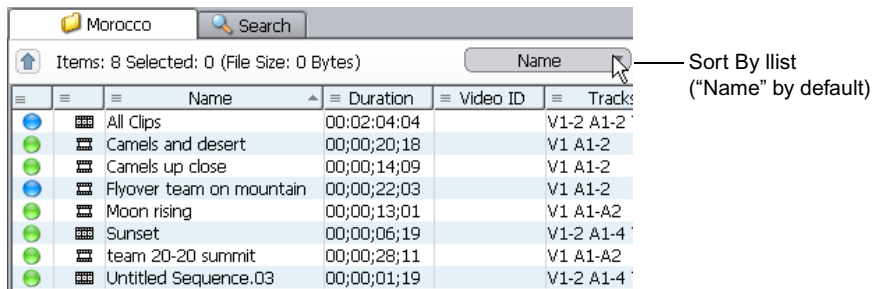 Morocco Search
Items: 8 Selected: 0 (File Size: 0 Bytes) Name
Sort By llist
(“Name” by default)
Name Duration Video ID Tracks
All Clips 00:02:04:04 V1-2 A1-2
Camels and desert 00;00;20;18 V1 A1-2
Camels up close 00;00;14;09 V1 A1-2
Flyover team on mountain 00;00;22;03 V1 A1-2
Moon rising 00;00;13;01 V1 A1-A2
Sunset 00;00;06;19 V1-2 A1-4
team 20-20 summit 00;00;28;11 V1 A1-A2
Untitled Sequence.03 00;00;01;19 V1-2 A1-4